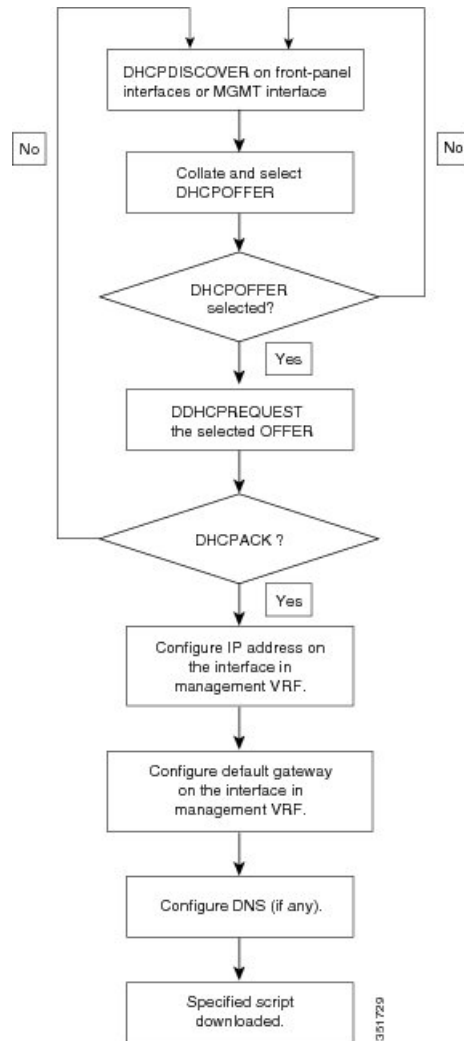 DHCPDISCOVER on front-panel
interfaces or MGMT interface
No
No
Collate and select
DHCPOFFER
DHCPOFFER
selected?
Yes
DDHCPREQUEST
the selected OFFER
DHCPACK ?
Yes
Configure IP address on
the interface in
management VRF.
Configure default gateway
on the interface in
management VRF.
Configure DNS (if any).
Specified script
downloaded.
351729